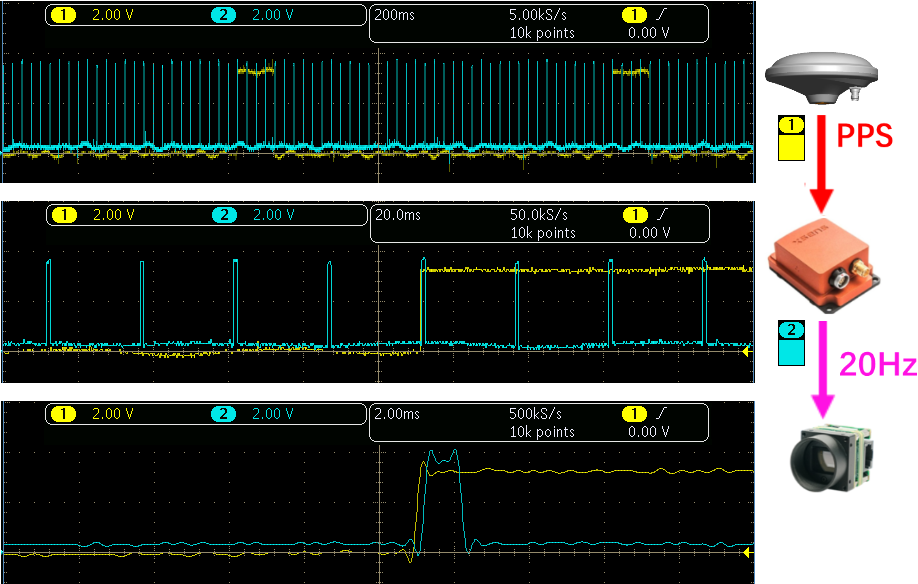 1 2.00 V 2 2.00 V 200ms 5.00kS/s 1
10k points 0.00 V
1 2.00 V 2 2.00 V 20.0ms 50.0kS/s 1
10k points 0.00 V
1 2.00 V 2 2.00 V 2.00ms 500kS/s 1
10k points 0.00 V
1
PPS
xsens
2
20Hz